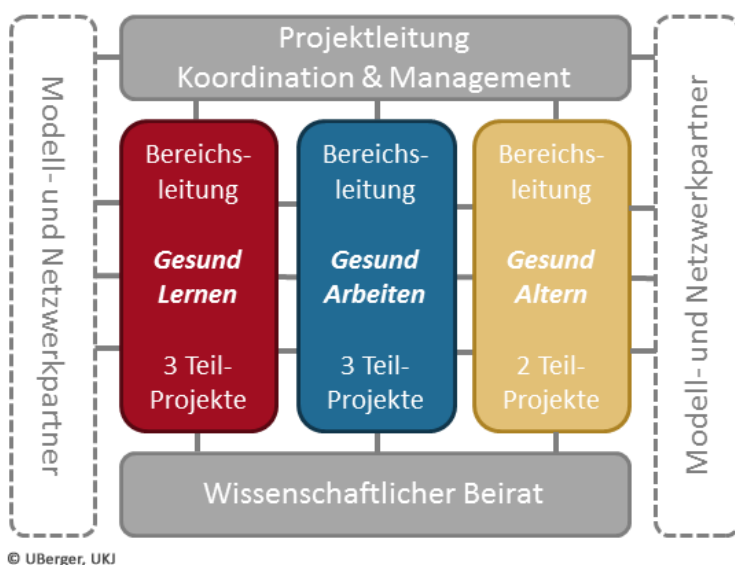 Modell- und Netzwerkpartner
Projektleitung
Koordination & Management
Bereichs-
leitung
Gesund
Lernen
3 Teil-
Projekte
Bereichs-
leitung
Gesund
Arbeiten
3 Teil-
Projekte
Bereichs-
leitung
Gesund
Altern
2 Teil-
Projekte
Wissenschaftlicher Beirat
Modell- und Netzwerkpartner
© UBerger, UKJ